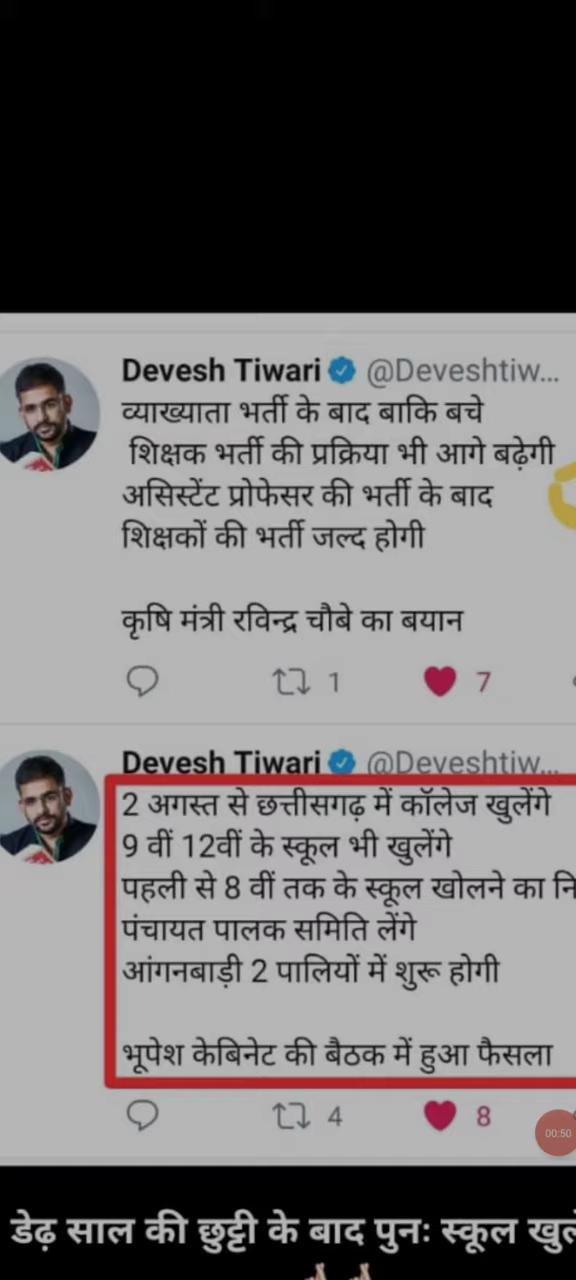 Devesh Tiwari @Deveshtiw...
व्याख्याता भर्ती के बाद बाकि बचे
शिक्षक भर्ती की प्रक्रिया भी आगे बढ़ेगी
असिस्टेंट प्रोफेसर की भर्ती के बाद
शिक्षकों की भर्ती जल्द होगी
कृषि मंत्री रविन्द्र चौबे का बयान
1 7
Devesh Tiwari @Deveshtiw...
2 अगस्त से छत्तीसगढ़ में कॉलेज खुलेंगे
9 वीं 12वीं के स्कूल भी खुलेंगे
पहली से 8 वीं तक के स्कूल खोलने का
पंचायत पालक समिति लेंगे
आंगनबाड़ी 2 पालियों में शुरू होगी
भूपेश केबिनेट की बैठक में हुआ फैसला
4 8
00:50
डेढ़ साल की छुट्टी के बाद पुनः स्कूल